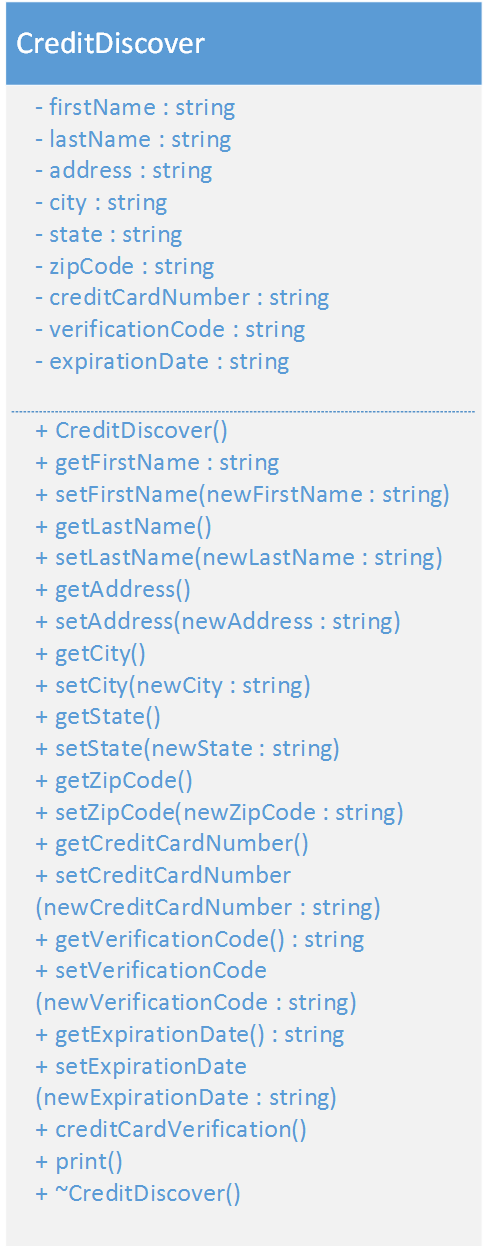 CreditDiscover
- firstName : string
- lastName : string
- address : string
- city : string
- state : string
- zipCode : string
- creditCardNumber : string
- verificationCode : string
- expirationDate : string
+ CreditDiscover()
+ getFirstName : string
+ setFirstName(newFirstName : string)
+ getLastName()
+ setLastName(newLastName : string)
+ getAddress()
+ setAddress(newAddress : string)
+ getCity()
+ setCity(newCity : string)
+ getState()
+ setState(newState : string)
+ getZipCode()
+ setZipCode(newZipCode : string)
+ getCreditCardNumber()
+ setCreditCardNumber
(newCreditCardNumber : string)
+ getVerificationCode() : string
+ setVerificationCode
(newVerificationCode : string)
+ getExpirationDate() : string
+ setExpirationDate
(newExpirationDate : string)
+ creditCardVerification()
+ print()
+ ~CreditDiscover()